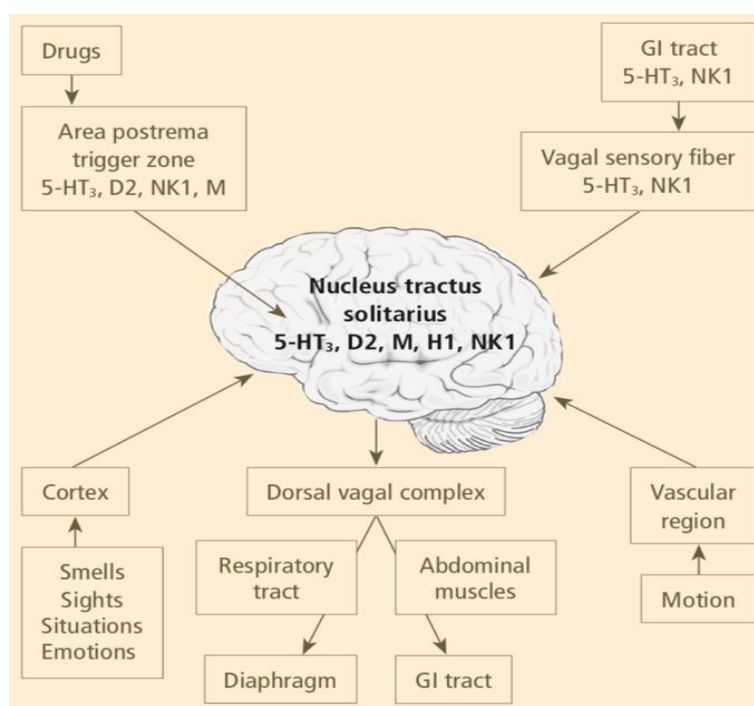 Drugs
Area postrema
trigger zone
5-HT₃, D2, NK1, M
GI tract
5-HT₃, NK1
Vagal sensory fiber
5-HT₃, NK1
Nucleus tractus
solitarius
5-HT₃, D2, M, H1, NK1
Cortex
Smells
Sights
Situations
Emotions
Dorsal vagal complex
Respiratory
tract
Abdominal
muscles
Diaphragm
GI tract
Vascular
region
Motion